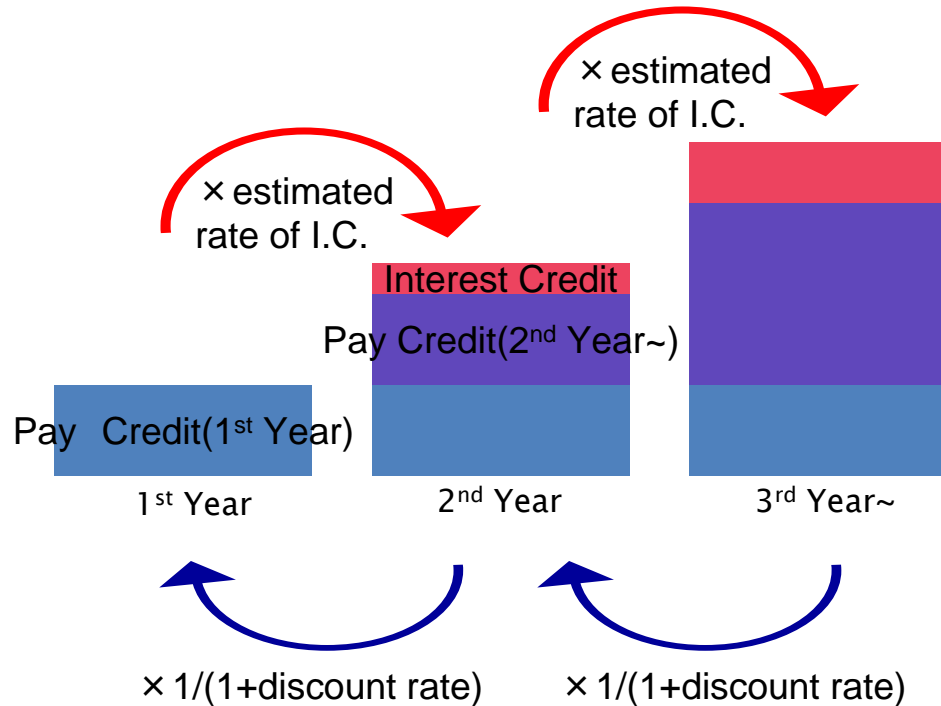 × estimated
rate of I.C.
× estimated
rate of I.C.
Interest Credit
Pay Credit(2nd Year~)
Pay Credit(1st Year)
1st Year
2nd Year
3rd Year~
× 1/(1+discount rate)
× 1/(1+discount rate)